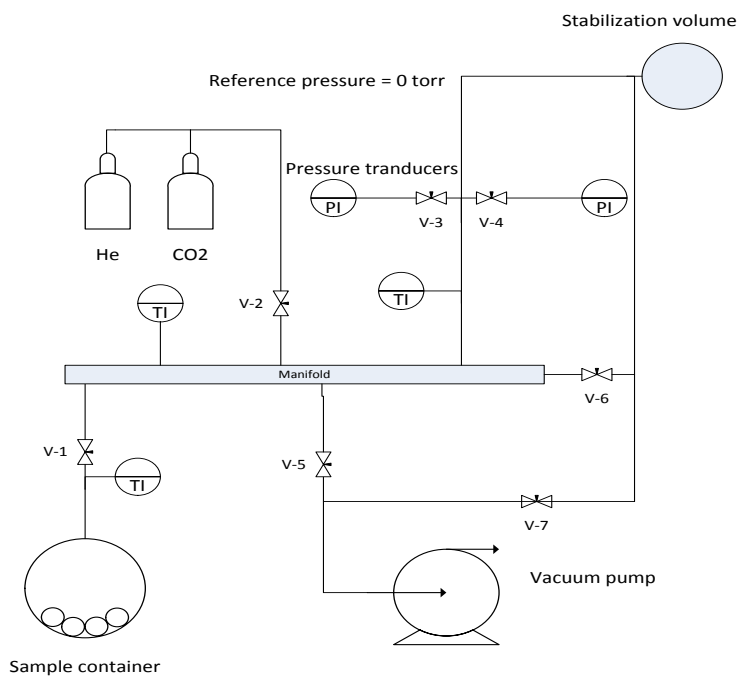 Stabilization volume
Reference pressure = 0 torr
Pressure tranducers
PI
PI
V-3
V-4
He
CO2
TI
V-2
TI
Manifold
V-6
V-1
V-5
TI
V-7
Vacuum pump
Sample container